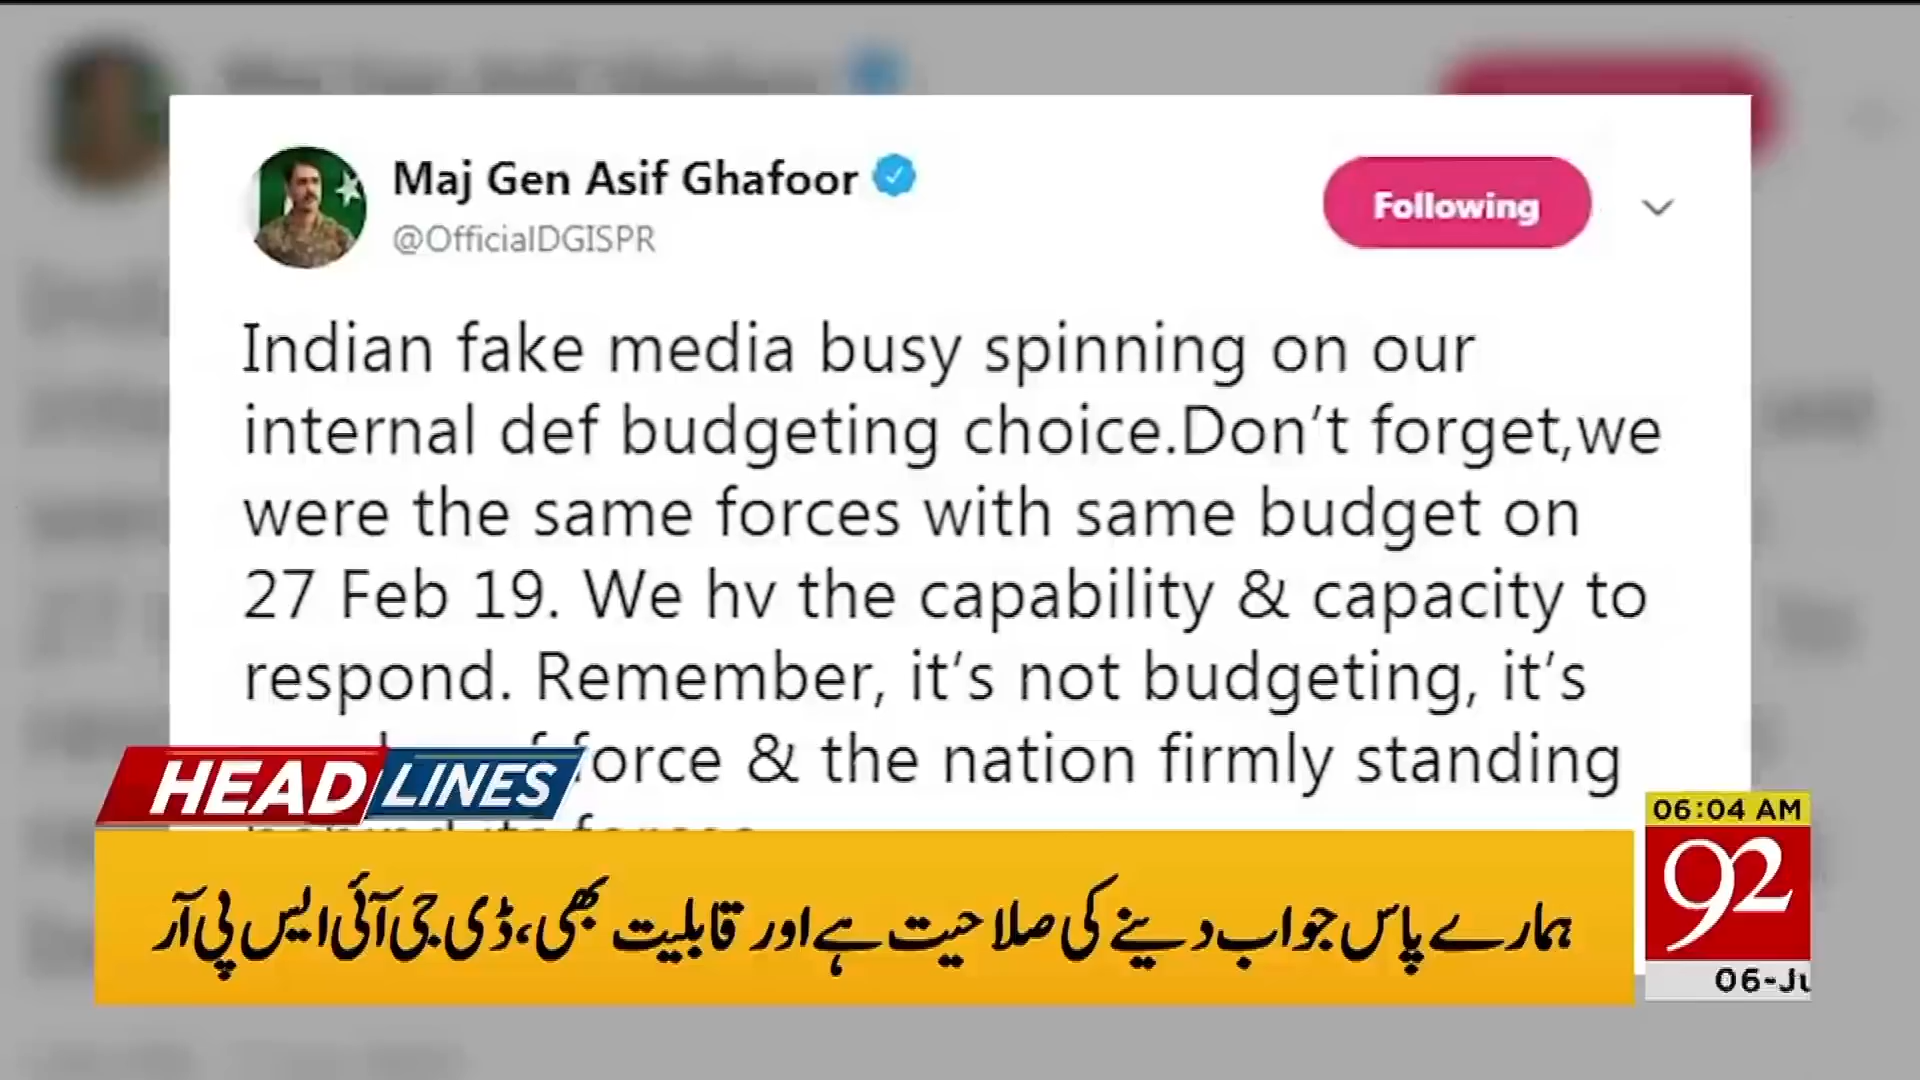 Maj Gen Asif Ghafoor
@OfficialDGISPR
Following
Indian fake media busy spinning on our
internal def budgeting choice.Don't forget,we
were the same forces with same budget on
27 Feb 19. We hv the capability & capacity to
respond. Remember, it's not budgeting, it's
force & the nation firmly standing
HEADLINES
06:04 AM
92
ہمارے پاس جواب دینے کی صلاحیت ہے اور قابلیت بھی، ڈی جی آئی ایس پی آر
06-Ju